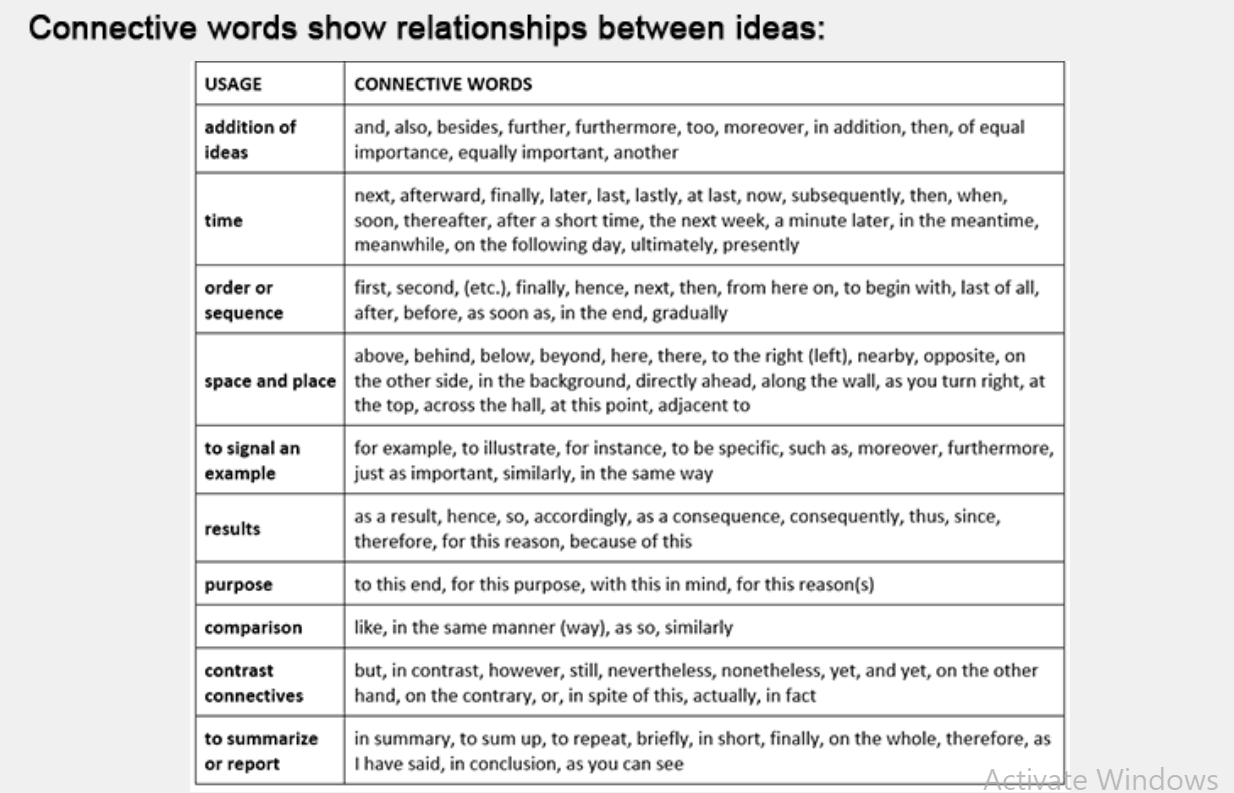 Connective words show relationships between ideas:
USAGE
CONNECTIVE WORDS
addition of
ideas
and, also, besides, further, furthermore, too, moreover, in addition, then, of equal
importance, equally important, another
time
next, afterward, finally, later, last, lastly, at last, now, subsequently, then, when,
soon, thereafter, after a short time, the next week, a minute later, in the meantime,
meanwhile, on the following day, ultimately, presently
order or
sequence
first, second, (etc.), finally, hence, next, then, from here on, to begin with, last of all,
after, before, as soon as, in the end, gradually
space and place
above, behind, below, beyond, here, there, to the right (left), nearby, opposite, on
the other side, in the background, directly ahead, along the wall, as you turn right, at
the top, across the hall, at this point, adjacent to
to signal an
example
for example, to illustrate, for instance, to be specific, such as, moreover, furthermore,
just as important, similarly, in the same way
results
as a result, hence, so, accordingly, as a consequence, consequently, thus, since,
therefore, for this reason, because of this
purpose
to this end, for this purpose, with this in mind, for this reason(s)
comparison
like, in the same manner (way), as so, similarly
contrast
connectives
but, in contrast, however, still, nevertheless, nonetheless, yet, and yet, on the other
hand, on the contrary, or, in spite of this, actually, in fact
to summarize
or report
in summary, to sum up, to repeat, briefly, in short, finally, on the whole, therefore, as
I have said, in conclusion, as you can see
Activate Windows